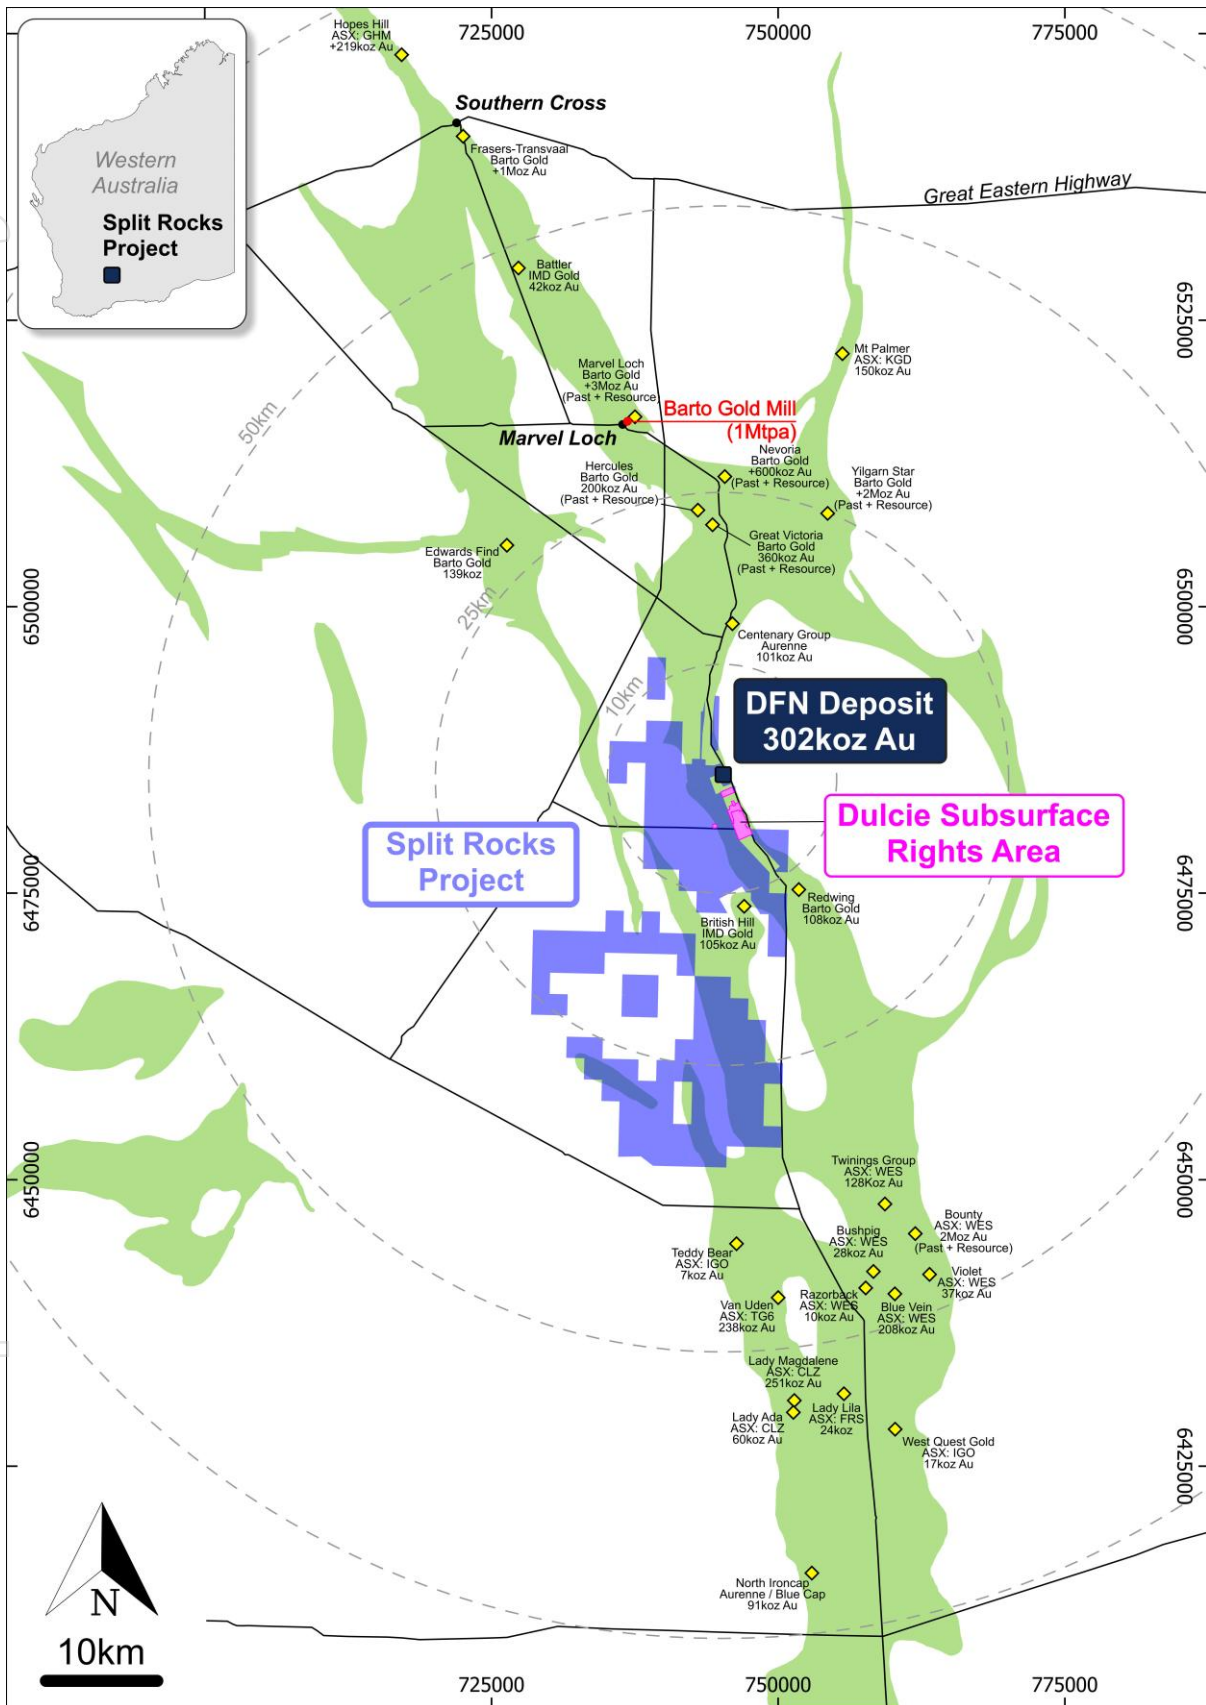 Hopes Hill
ASX: GHM
+219koz Au
725000
750000
775000
Southern Cross
Frasers-Transvaal
Barto Gold
+1Moz Au
Western
Australia
Split Rocks
Project
Great Eastern Highway
Battler
IMD Gold
42koz Au
6525000
Mt Palmer
ASX: KGD
150koz Au
Marvel Loch
Barto Gold
+3Moz Au
(Past + Resource)
Barto Gold Mill
(1Mtpa)
50km
Marvel Loch
Nevoria
Barto Gold
+600koz Au
(Past + Resource)
Hercules
Barto Gold
200koz Au
(Past + Resource)
Yilgarn Star
Barto Gold
+2Moz Au
(Past + Resource)
Great Victoria
Barto Gold
360koz Au
(Past + Resource)
Edwards Find
Barto Gold
139koz
25km
6500000
6500000
Centenary Group
Aurenne
101koz Au
10km
DFN Deposit
302koz Au
Dulcie Subsurface
Rights Area
Split Rocks
Project
6475000
6475000
Redwing
Barto Gold
108koz Au
British Hill
IMD Gold
105koz Au
6450000
6450000
Twinings Group
ASX: WES
128Koz Au
Bounty
ASX: WES
2Moz Au
(Past + Resource)
Bushpig
ASX: WES
28koz Au
Teddy Bear
ASX: IGO
7koz Au
Violet
ASX: WES
37koz Au
Razorback
ASX: WES
10koz Au
Van Uden
ASX: TG6
238koz Au
Blue Vein
ASX: WES
208koz Au
Lady Magdalene
ASX: CLZ
251koz Au
Lady Ada
ASX: CLZ
60koz Au
Lady Lila
ASX: FRS
24koz
West Quest Gold
ASX: IGO
17koz Au
6425000
North Ironcap
Aurenne / Blue Cap
91koz Au
N
10km
725000
750000
775000